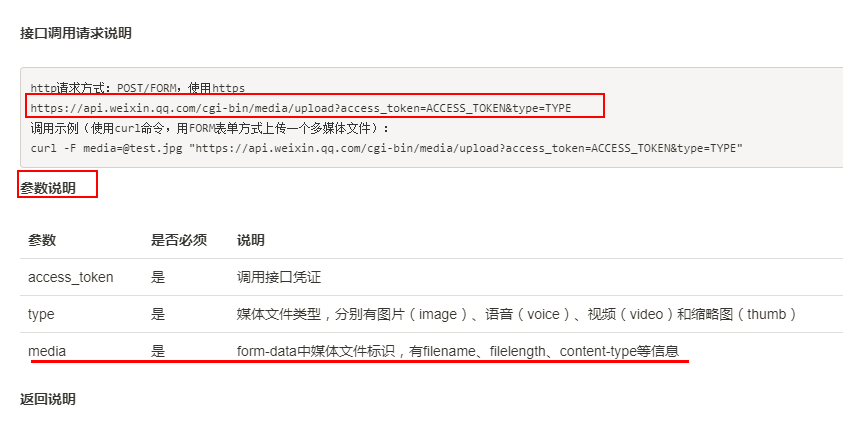 接口调用请求说明
http请求方式：POST/FORM，使用https
https://api.weixin.qq.com/cgi-bin/media/upload?access_token=ACCESS_TOKEN&type=TYPE
调用示例（使用curl命令，用FORM表单方式上传一个多媒体文件）：
curl -F media=@test.jpg "https://api.weixin.qq.com/cgi-bin/media/upload?access_token=ACCESS_TOKEN&type=TYPE"
参数说明
参数 是否必须 说明
access_token 是 调用接口凭证
type 是 媒体文件类型，分别有图片（image）、语音（voice）、视频（video）和缩略图（thumb）
media 是 form-data中媒体文件标识，有filename、filelength、content-type等信息
返回说明